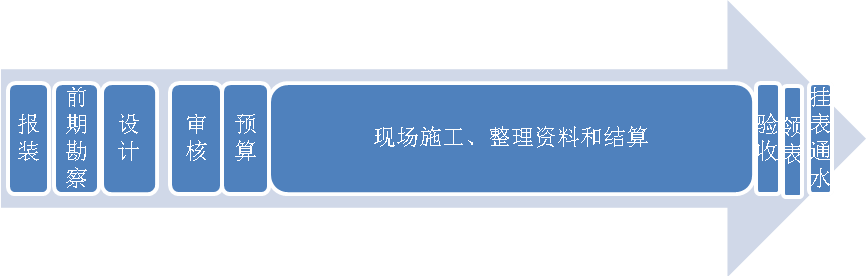 报装
前期勘察
设计
审核
预算
现场施工、整理资料和结算
验收
领表
挂表通水